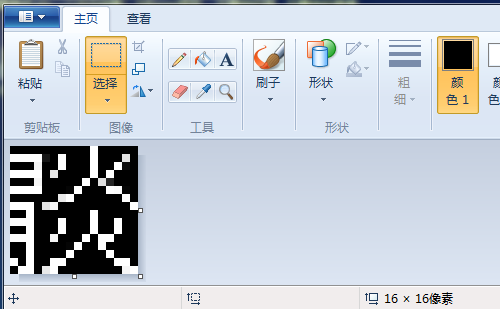 主页 查看
粘贴 选择 刷子 形状 粗细 颜色 1 颜色
剪贴板 图像 工具 形状
16 × 16像素